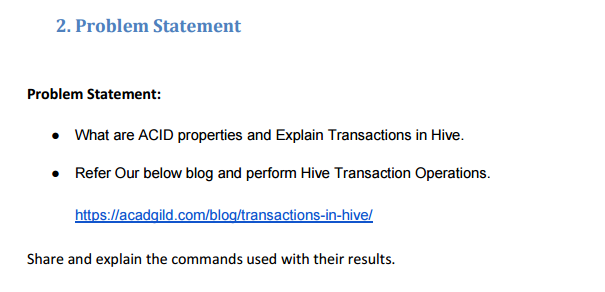 2. Problem Statement
Problem Statement:
● What are ACID properties and Explain Transactions in Hive.
● Refer Our below blog and perform Hive Transaction Operations.
https://acadgild.com/blog/transactions-in-hive/
Share and explain the commands used with their results.